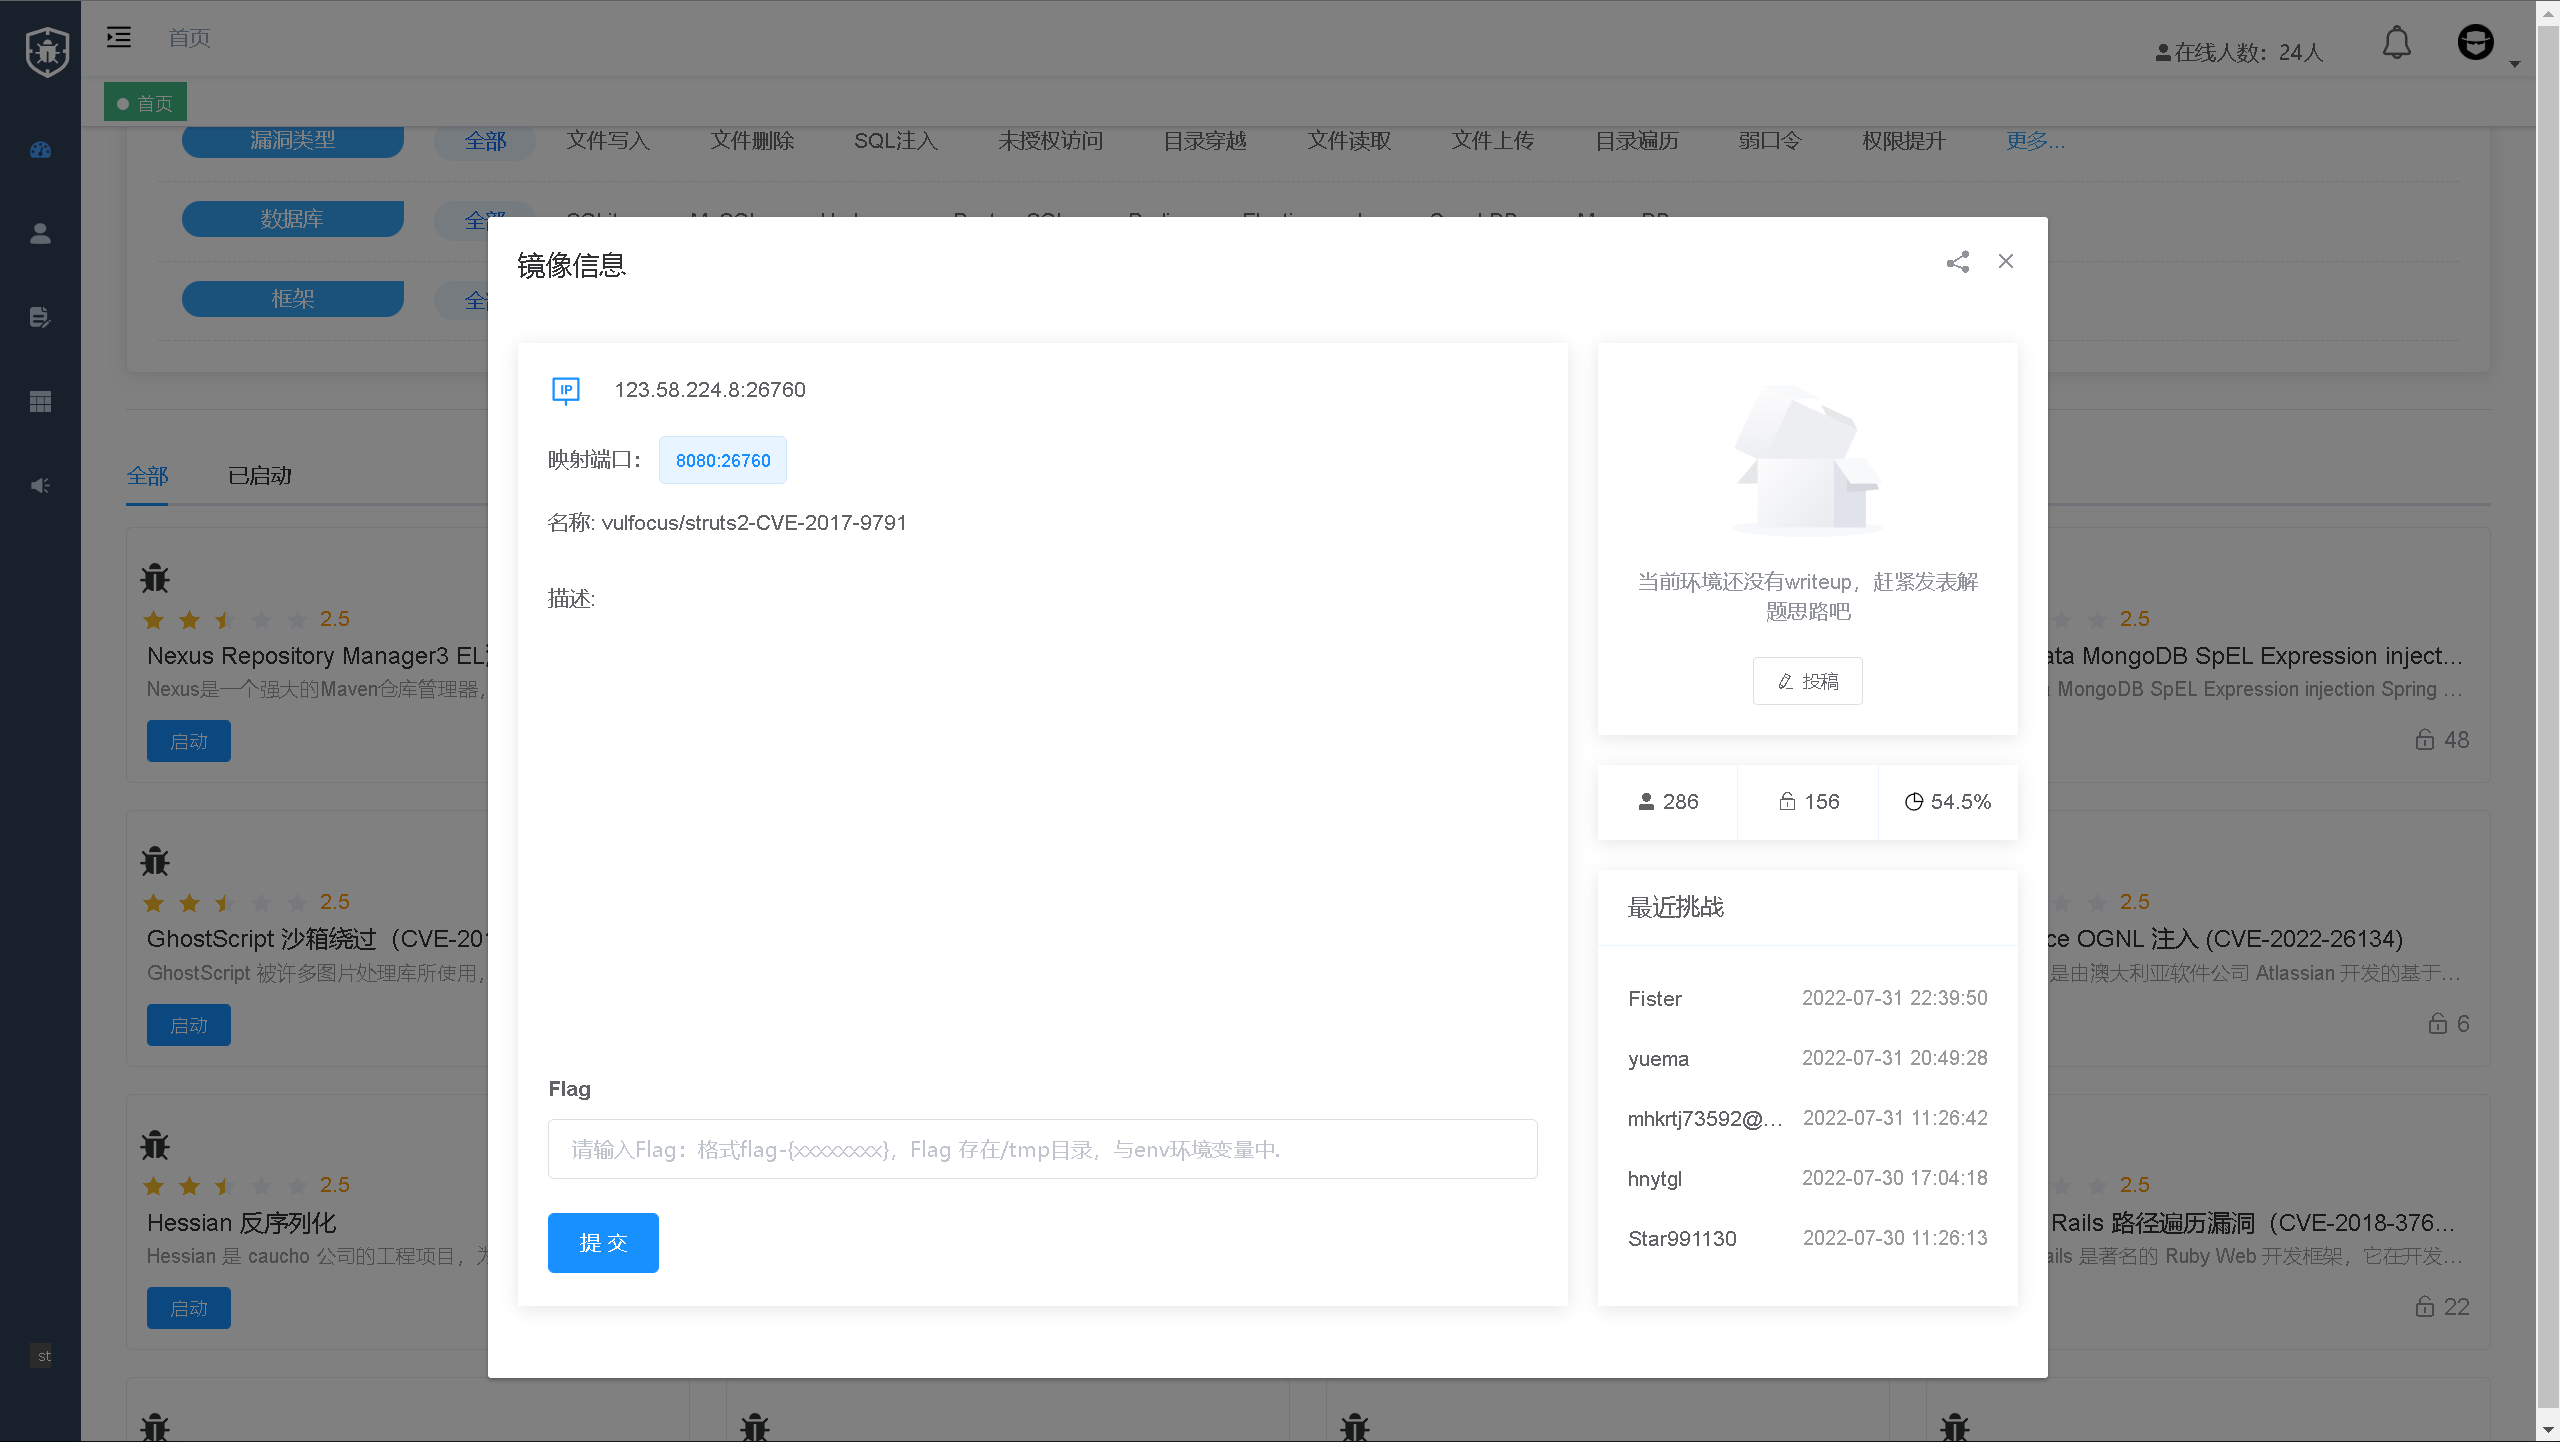 首页
在线人数：24人
首页
漏洞类型 全部 文件写入 文件删除 SQL注入 未授权访问 目录穿越 文件读取 文件上传 目录遍历 弱口令 权限提升 更多...
数据库 全部
框架
镜像信息
IP 123.58.224.8:26760
映射端口： 8080:26760
名称: vulfocus/struts2-CVE-2017-9791
描述:
Flag
请输入Flag：格式flag-{xxxxxxxx}，Flag 存在/tmp目录，与env环境变量中.
提 交
当前环境还没有writeup，赶紧发表解
题思路吧
投稿
286 156 54.5%
最近挑战
Fister 2022-07-31 22:39:50
yuema 2022-07-31 20:49:28
mhkrtj73592@... 2022-07-31 11:26:42
hnytgl 2022-07-30 17:04:18
Star991130 2022-07-30 11:26:13
全部 已启动
2.5
Nexus Repository Manager3 EL
Nexus是一个强大的Maven仓库管理器，
启动
2.5
GhostScript 沙箱绕过（CVE-20
GhostScript 被许多图片处理库所使用，
启动
2.5
Hessian 反序列化
Hessian 是 caucho 公司的工程项目，
启动
2.5
MongoDB SpEL Expression inject...
MongoDB SpEL Expression injection Spring ...
48
2.5
OGNL 注入 (CVE-2022-26134)
是由澳大利亚软件公司 Atlassian 开发的基于...
6
2.5
Rails 路径遍历漏洞（CVE-2018-376...
是著名的 Ruby Web 开发框架，它在开发...
22
st